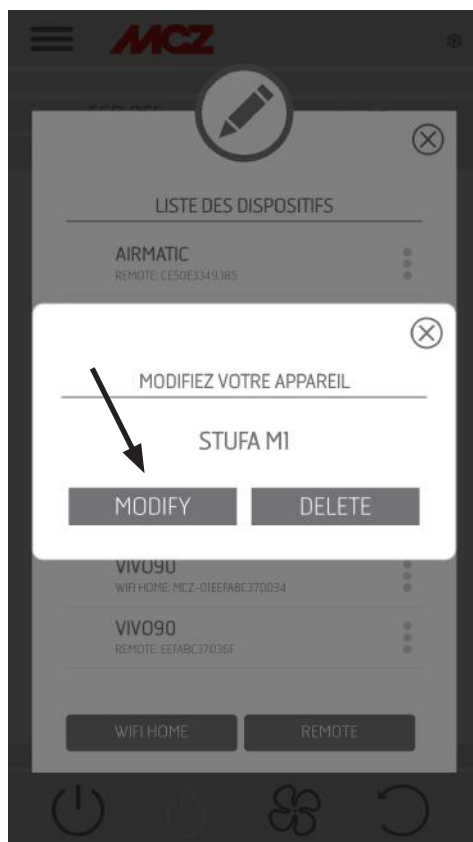 MCZ
LISTE DES DISPOSITIFS
AIRMATIC
REMOTE: CE50E3349385
MODIFIEZ VOTRE APPAREIL
STUFA M1
MODIFY DELETE
VIVO90
WIFI HOME: MCZ-01EEFABC37D034
VIVO90
REMOTE: EEFABC37036F
WIFI HOME REMOTE